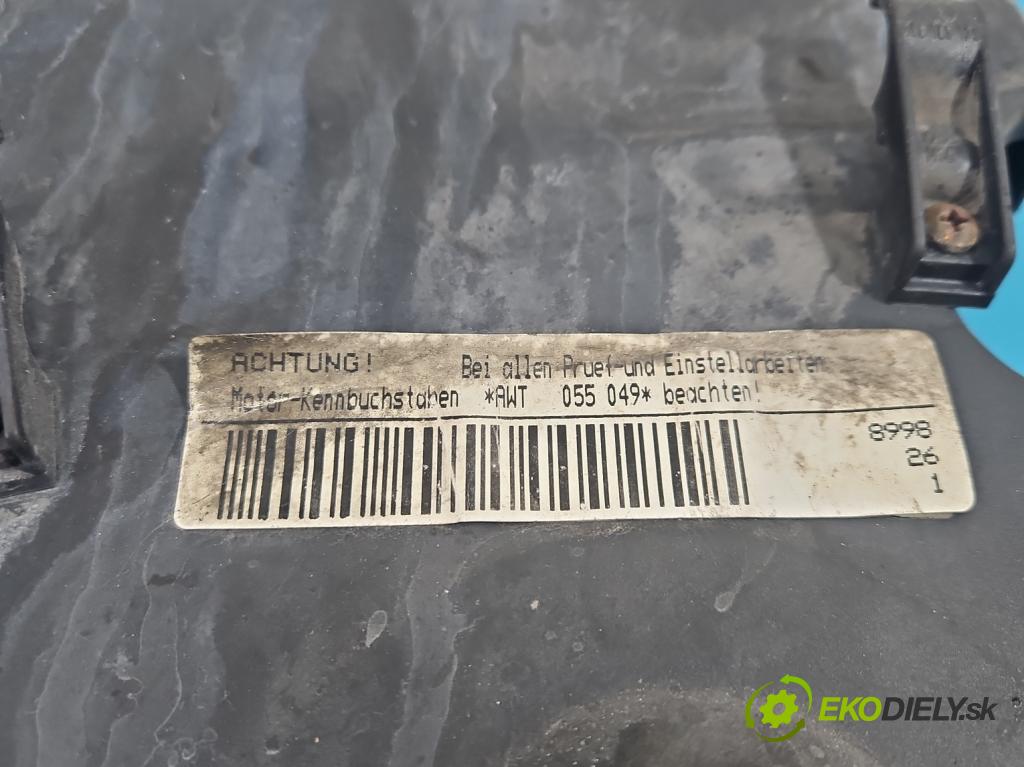 ACHTUNG! Bei allen Pruef-und Einstellarbeiten
Motor-Kennbuchstaben *AWT 055 049* beachten!
8998
26
1
EKODIELY.sk